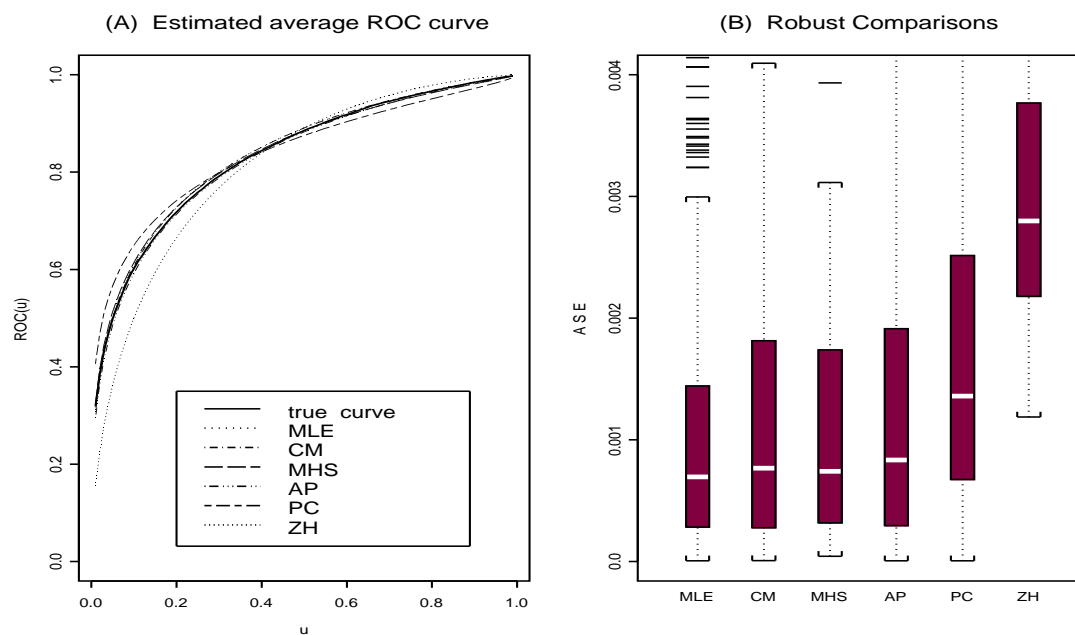 (A) Estimated average ROC curve
ROC(u)
0.0
0.2
0.4
0.6
0.8
1.0
true curve
MLE
CM
MHS
AP
PC
ZH
0.0 0.2 0.4 0.6 0.8 1.0
u
(B) Robust Comparisons
A S E
0.0
0.001
0.002
0.003
0.004
MLE CM MHS AP PC ZH